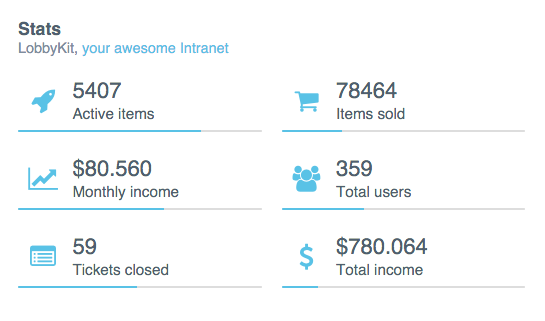 Stats
LobbyKit, your awesome Intranet
5407
Active items
78464
Items sold
$80.560
Monthly income
359
Total users
59
Tickets closed
$780.064
Total income